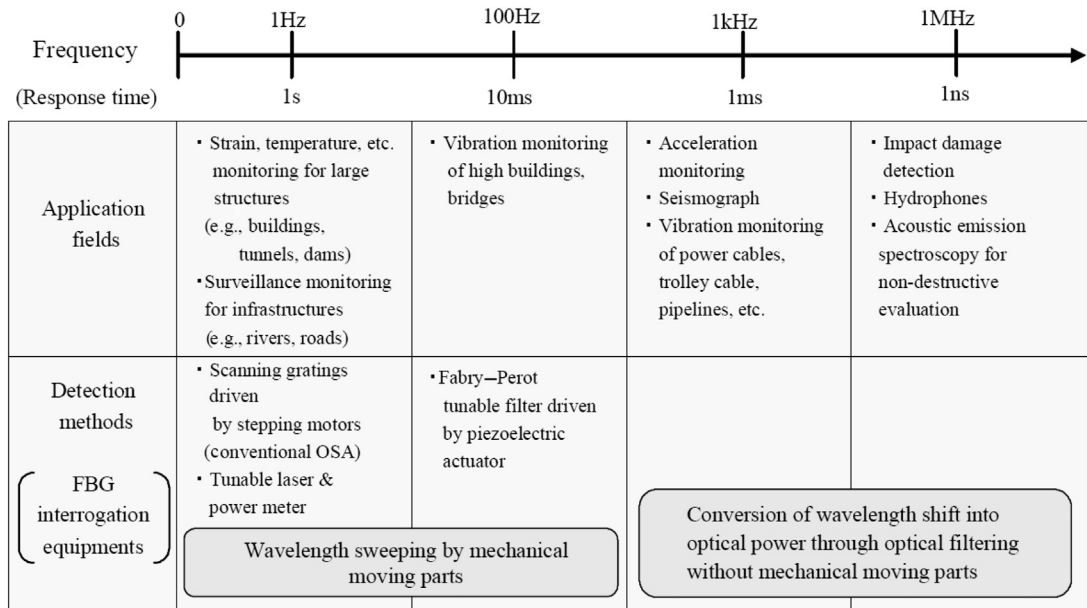 0
1Hz
100Hz
1kHz
1MHz
Frequency
(Response time)
1s
10ms
1ms
1ns
Application
fields
・Strain, temperature, etc.
monitoring for large
structures
(e.g., buildings,
tunnels, dams)
・Surveillance monitoring
for infrastructures
(e.g., rivers, roads)
・Vibration monitoring
of high buildings,
bridges
・Acceleration
monitoring
・Seismograph
・Vibration monitoring
of power cables,
trolley cable,
pipelines, etc.
・Impact damage
detection
・Hydrophones
・Acoustic emission
spectroscopy for
non-destructive
evaluation
Detection
methods
FBG
interrogation
equipments
・Scanning gratings
driven
by stepping motors
(conventional OSA)
・Tunable laser &
power meter
・Fabry–Perot
tunable filter driven
by piezoelectric
actuator
Wavelength sweeping by mechanical
moving parts
Conversion of wavelength shift into
optical power through optical filtering
without mechanical moving parts